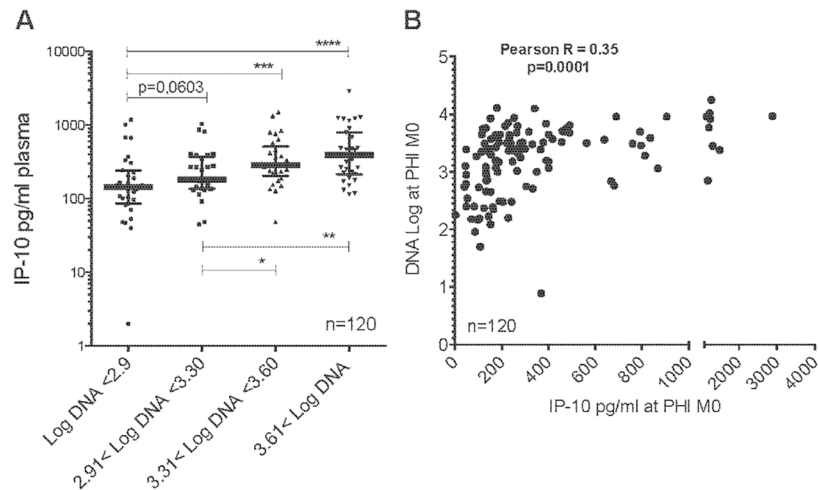 A
IP-10 pg/ml plasma
10000
1000
100
10
1
****
***
p=0,0603
**
*
n=120
Log DNA <2.9
2.91< Log DNA <3.30
3.31< Log DNA <3.60
3.61< Log DNA
B
Pearson R = 0.35
p=0.0001
DNA Log at PHI M0
5
4
3
2
1
0
n=120
0 200 400 600 800 1000 2000 3000 4000
IP-10 pg/ml at PHI M0